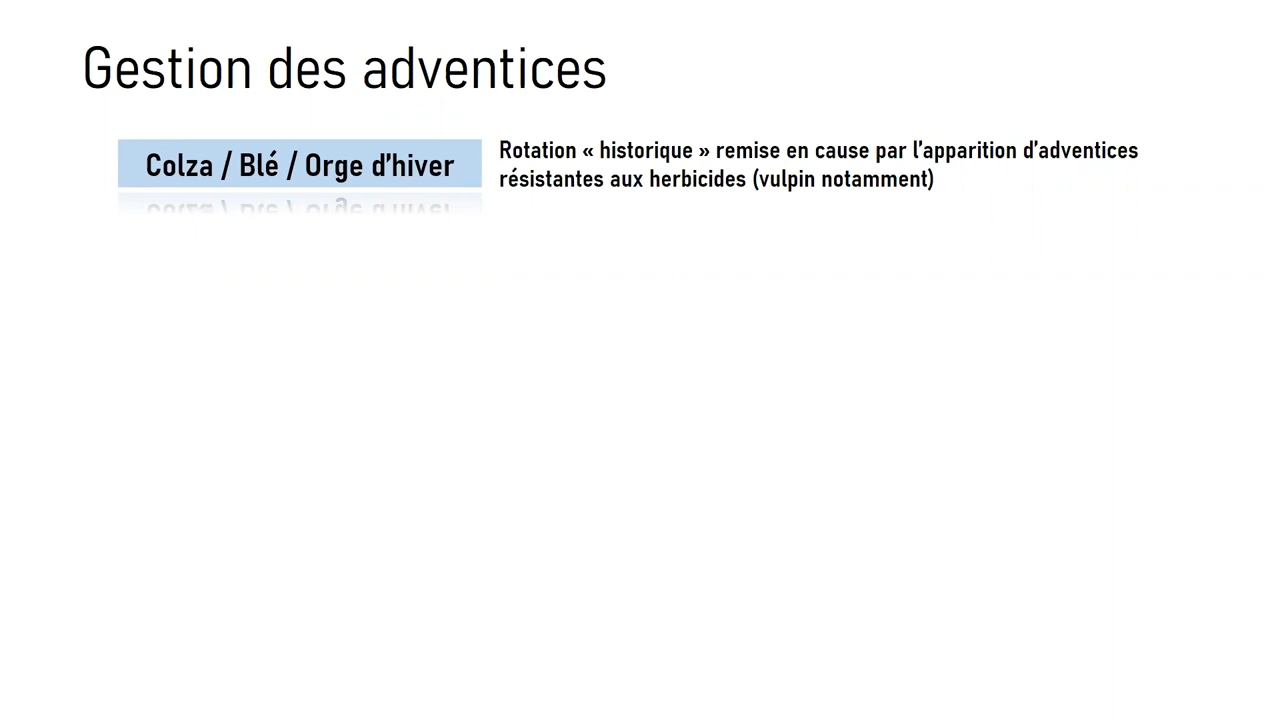 Gestion des adventices
Colza / Blé / Orge d'hiver
Rotation « historique » remise en cause par l'apparition d'adventices
résistantes aux herbicides (vulpin notamment)